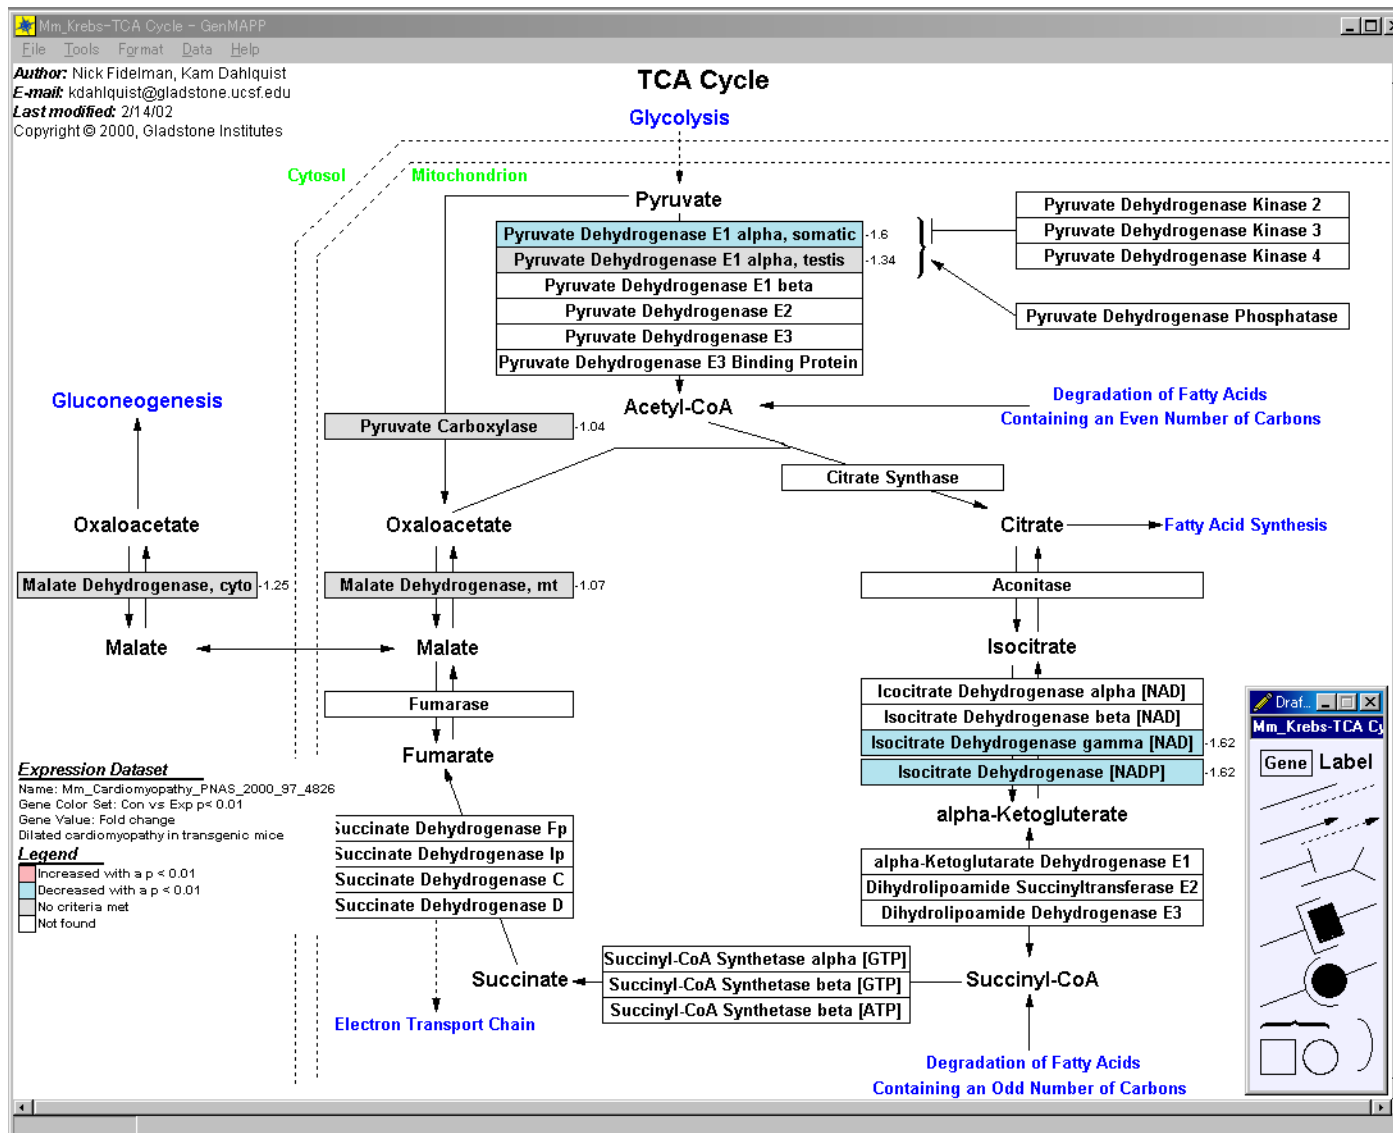 Mm_Krebs-TCA Cycle - GenMAPP
File Tools Format Data Help
Author: Nick Fidelman, Kam Dahlquist
E-mail: kdahlquist@gladstone.ucsf.edu
Last modified: 2/14/02
Copyright © 2000, Gladstone Institutes
TCA Cycle
Glycolysis
Cytosol
Mitochondrion
Pyruvate
Pyruvate Dehydrogenase E1 alpha, somatic -1.6
Pyruvate Dehydrogenase E1 alpha, testis -1.34
Pyruvate Dehydrogenase E1 beta
Pyruvate Dehydrogenase E2
Pyruvate Dehydrogenase E3
Pyruvate Dehydrogenase E3 Binding Protein
Pyruvate Dehydrogenase Kinase 2
Pyruvate Dehydrogenase Kinase 3
Pyruvate Dehydrogenase Kinase 4
Pyruvate Dehydrogenase Phosphatase
Gluconeogenesis
Acetyl-CoA
Degradation of Fatty Acids
Containing an Even Number of Carbons
Pyruvate Carboxylase -1.04
Citrate Synthase
Oxaloacetate
Oxaloacetate
Citrate
Fatty Acid Synthesis
Malate Dehydrogenase, cyto -1.25
Malate Dehydrogenase, mt -1.07
Aconitase
Malate
Malate
Isocitrate
Fumarase
Icocitrate Dehydrogenase alpha [NAD]
Isocitrate Dehydrogenase beta [NAD]
Isocitrate Dehydrogenase gamma [NAD] -1.62
Isocitrate Dehydrogenase [NADP] -1.62
Fumarate
alpha-Ketogluterate
Expression Dataset
Name: Mm_Cardiomyopathy_PNAS_2000_97_4826
Gene Color Set: Con vs Exp p< 0.01
Gene Value: Fold change
Dilated cardiomyopathy in transgenic mice
Legend
Increased with a p < 0.01
Decreased with a p < 0.01
No criteria met
Not found
Succinate Dehydrogenase Fp
Succinate Dehydrogenase Ip
Succinate Dehydrogenase C
Succinate Dehydrogenase D
alpha-Ketoglutarate Dehydrogenase E1
Dihydrolipoamide Succinyltransferase E2
Dihydrolipoamide Dehydrogenase E3
Succinate
Succinyl-CoA Synthetase alpha [GTP]
Succinyl-CoA Synthetase beta [GTP]
Succinyl-CoA Synthetase beta [ATP]
Succinyl-CoA
Electron Transport Chain
Degradation of Fatty Acids
Containing an Odd Number of Carbons
Draf...
Mm_Krebs-TCA Cy
Gene Label